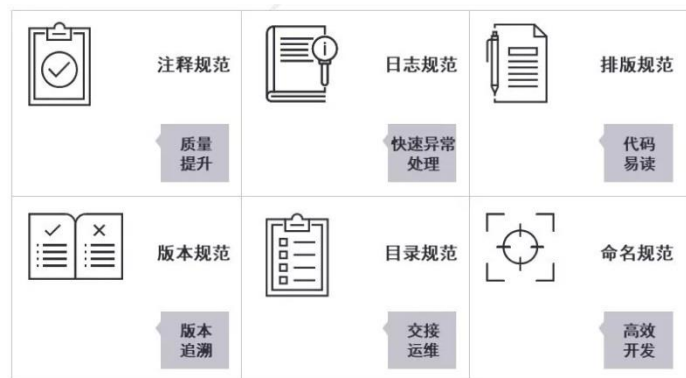 注释规范
质量
提升
日志规范
快速异常
处理
排版规范
代码
易读
版本规范
版本
追溯
目录规范
交接
运维
命名规范
高效
开发